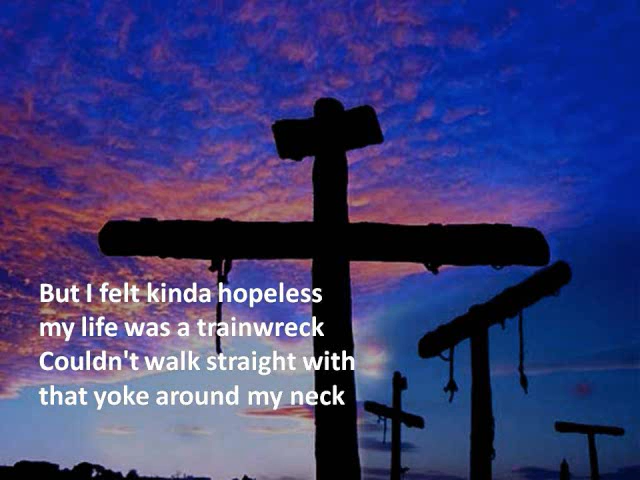 But I felt kinda hopeless
my life was a trainwreck
Couldn't walk straight with
that yoke around my neck